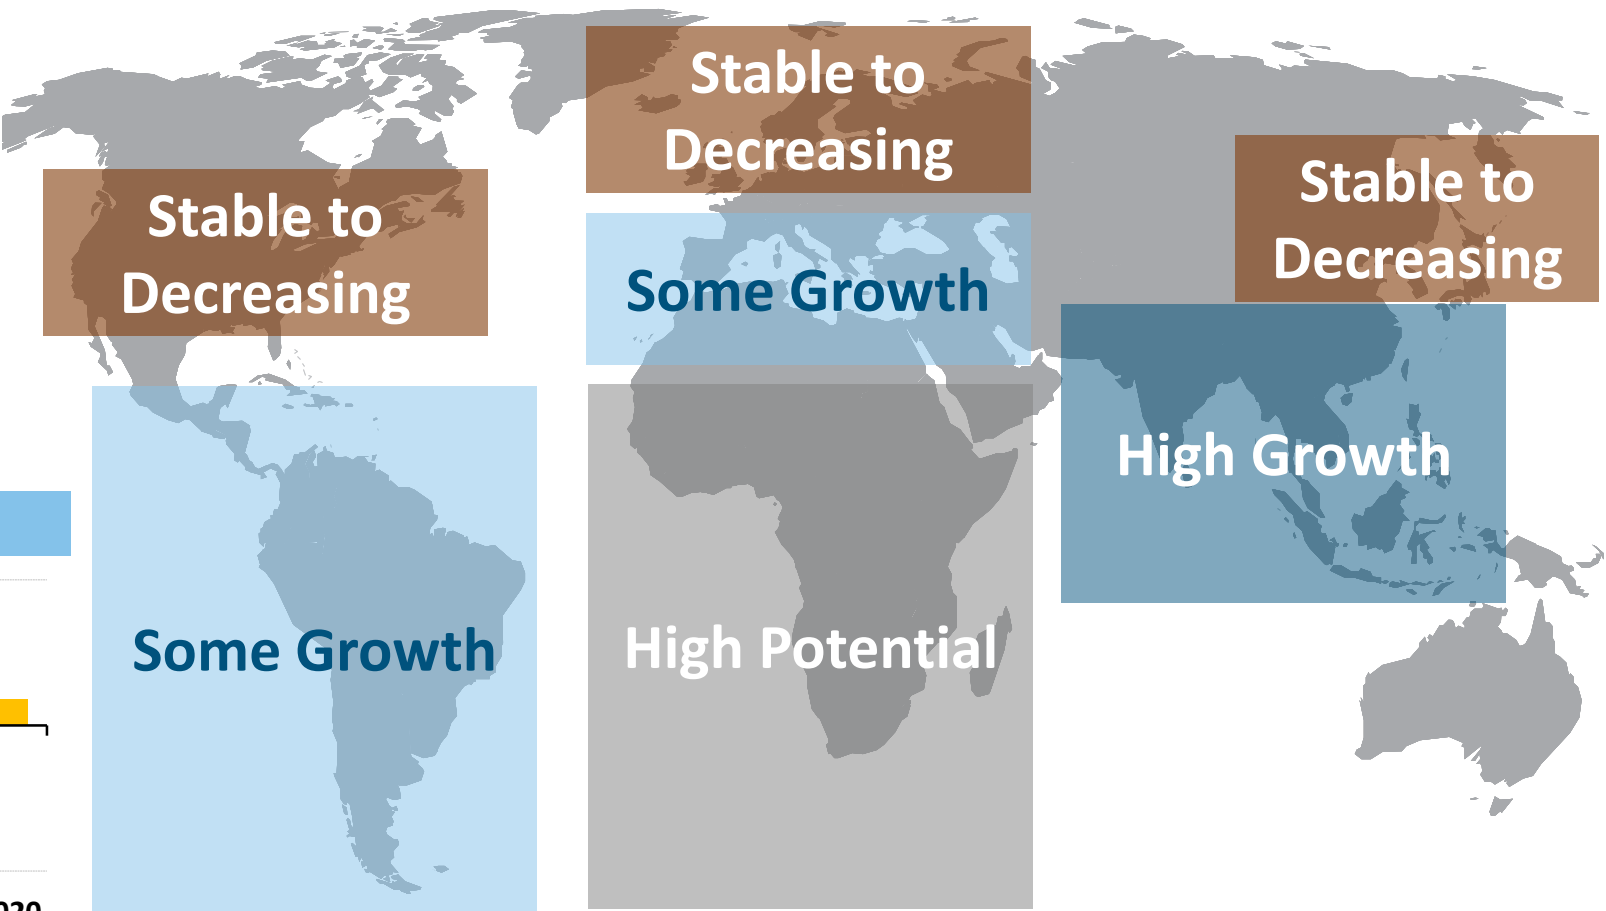 Stable to
Decreasing
Stable to
Decreasing
Stable to
Decreasing
Some Growth
High Growth
Some Growth
High Potential